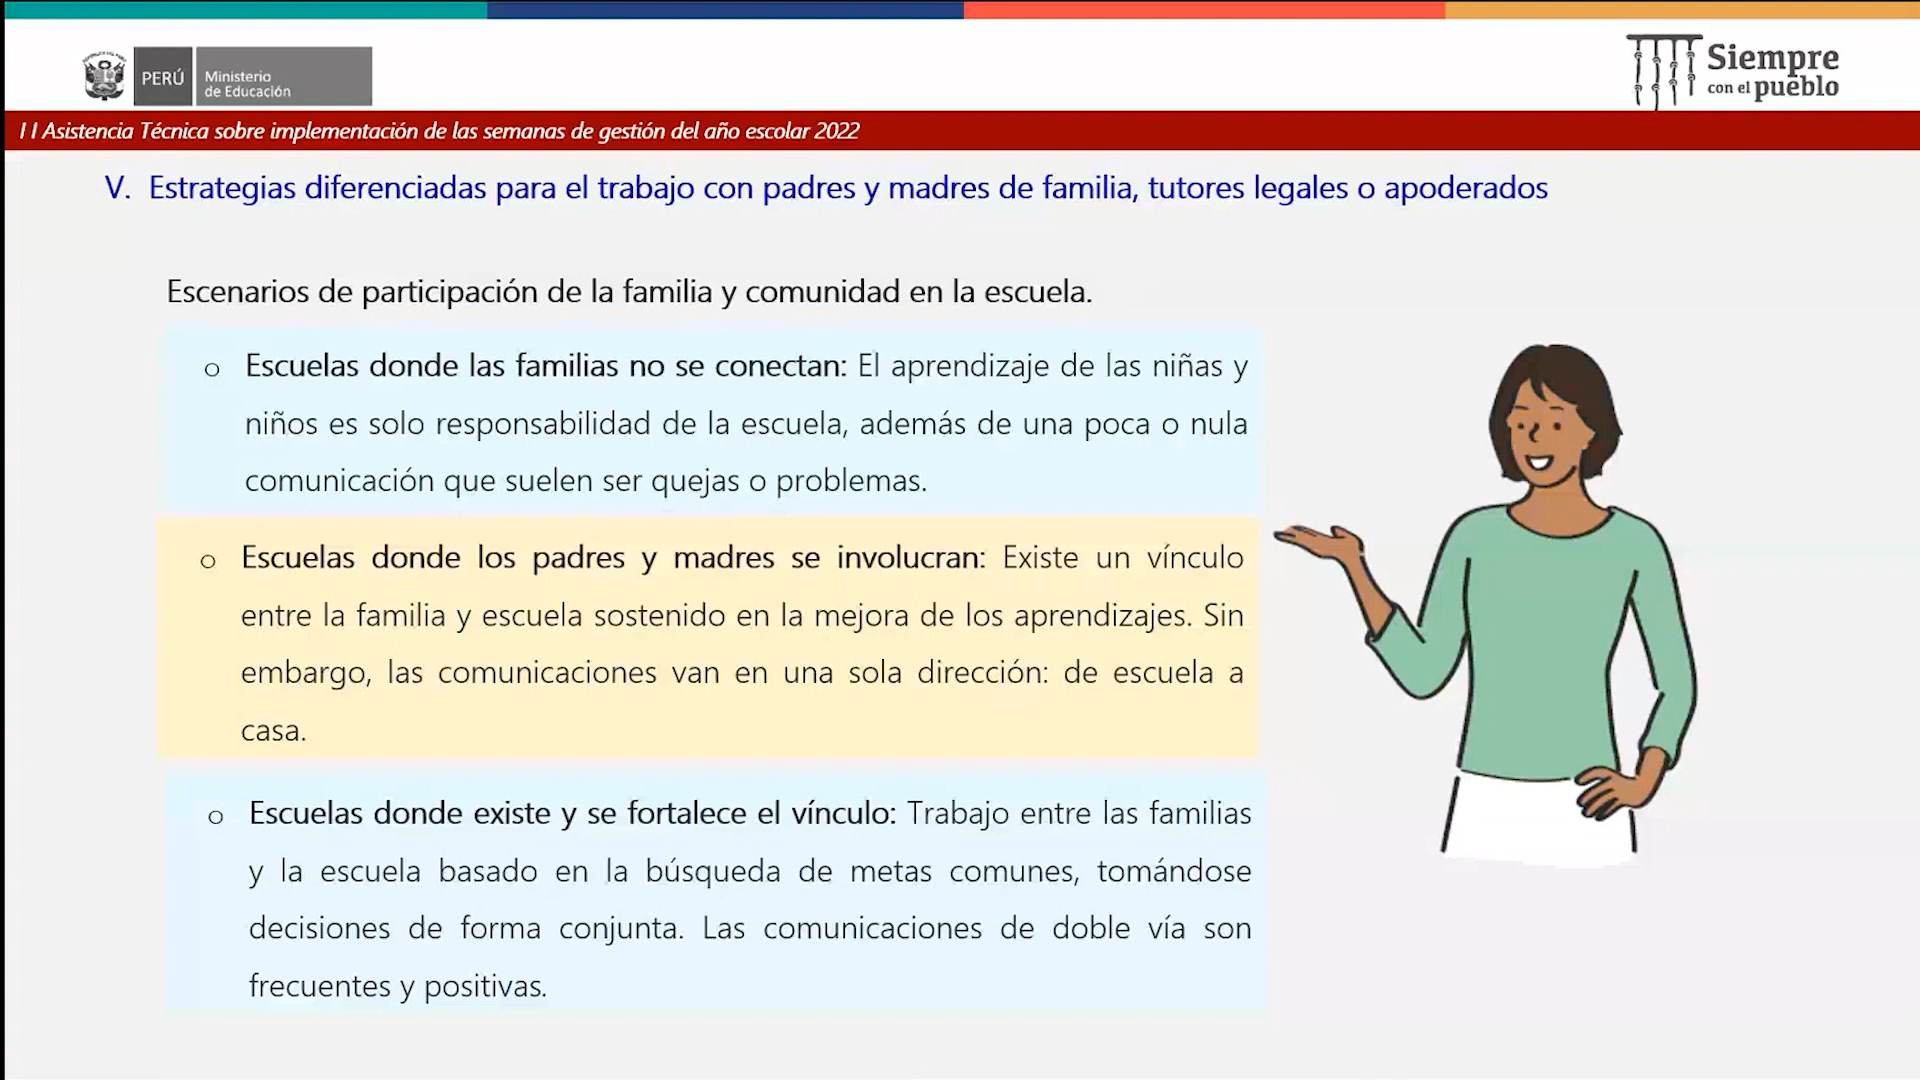 PERÚ
Ministerio
de Educación
Siempre
con el pueblo
I I Asistencia Técnica sobre implementación de las semanas de gestión del año escolar 2022
V. Estrategias diferenciadas para el trabajo con padres y madres de familia, tutores legales o apoderados
Escenarios de participación de la familia y comunidad en la escuela.
o Escuelas donde las familias no se conectan: El aprendizaje de las niñas y
niños es solo responsabilidad de la escuela, además de una poca o nula
comunicación que suelen ser quejas o problemas.
o Escuelas donde los padres y madres se involucran: Existe un vínculo
entre la familia y escuela sostenido en la mejora de los aprendizajes. Sin
embargo, las comunicaciones van en una sola dirección: de escuela a
casa.
o Escuelas donde existe y se fortalece el vínculo: Trabajo entre las familias
y la escuela basado en la búsqueda de metas comunes, tomándose
decisiones de forma conjunta. Las comunicaciones de doble vía son
frecuentes y positivas.